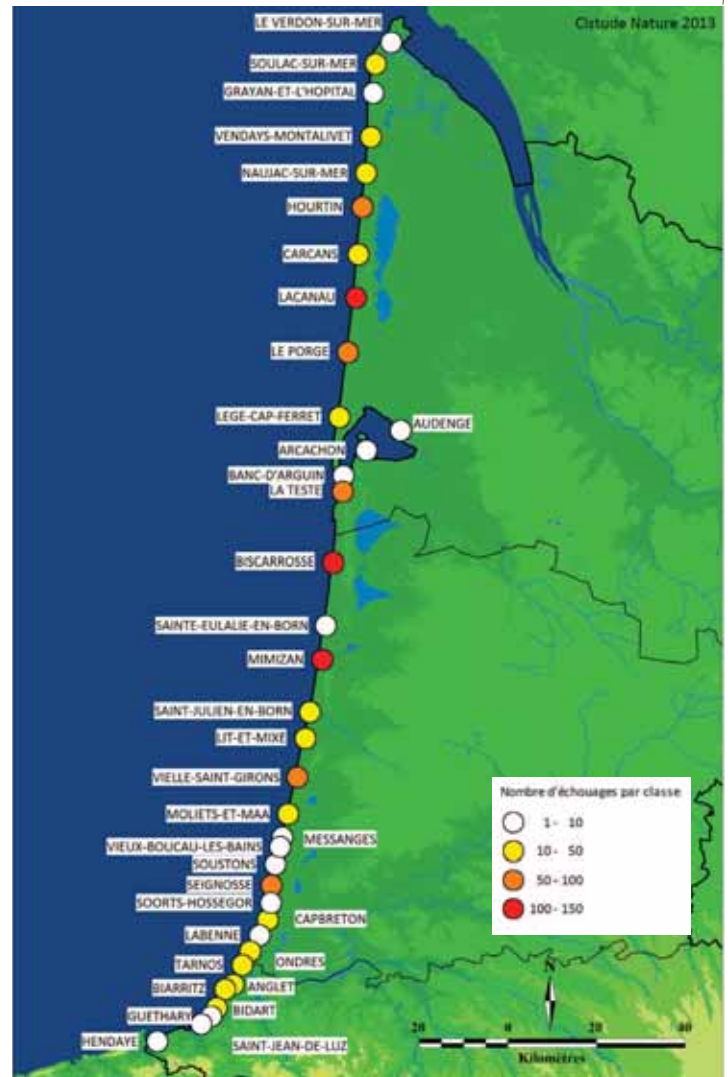 LE VERDON-SUR-MER
Cistude Nature 2013
SOULAC-SUR-MER
GRAYAN-ET-L'HOPITAL
VENDAYS-MONTALIVET
NAUJAC-SUR-MER
HOURTIN
CARCANS
LACANAU
LE PORGE
LEGE-CAP-FERRET
AUDENGE
ARCACHON
BANC-D'ARGUIN
LA TESTE
BISCARROSSE
SAINTE-EULALIE-EN-BORN
MIMIZAN
SAINT-JULIEN-EN-BORN
LIT-ET-MIXE
VIELLE-SAINT-GIRONS
MOLIETS-ET-MAA
MESSANGES
VIEUX-BOUCAU-LES-BAINS
SOUSTONS
SEIGNOSSE
SOORTS-HOSSEGOR
CAPBRETON
LABENNE
ONDRES
TARNOS
ANGLET
BIARRITZ
BIDART
GUETHARY
HENDAYE
SAINT-JEAN-DE-LUZ
Nombre d'échouages par classe
1 - 10
10 - 50
50 - 100
100 - 150
N
20 0 20 40
Kilomètres